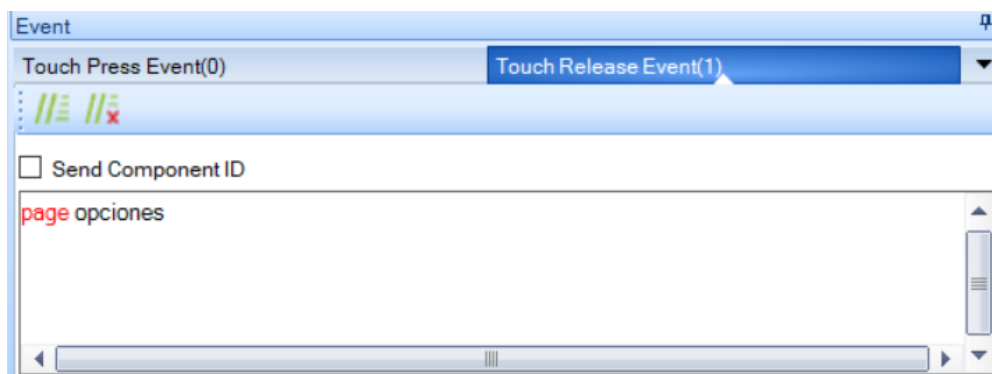 Event
Touch Press Event(0) Touch Release Event(1)
Send Component ID
page opciones